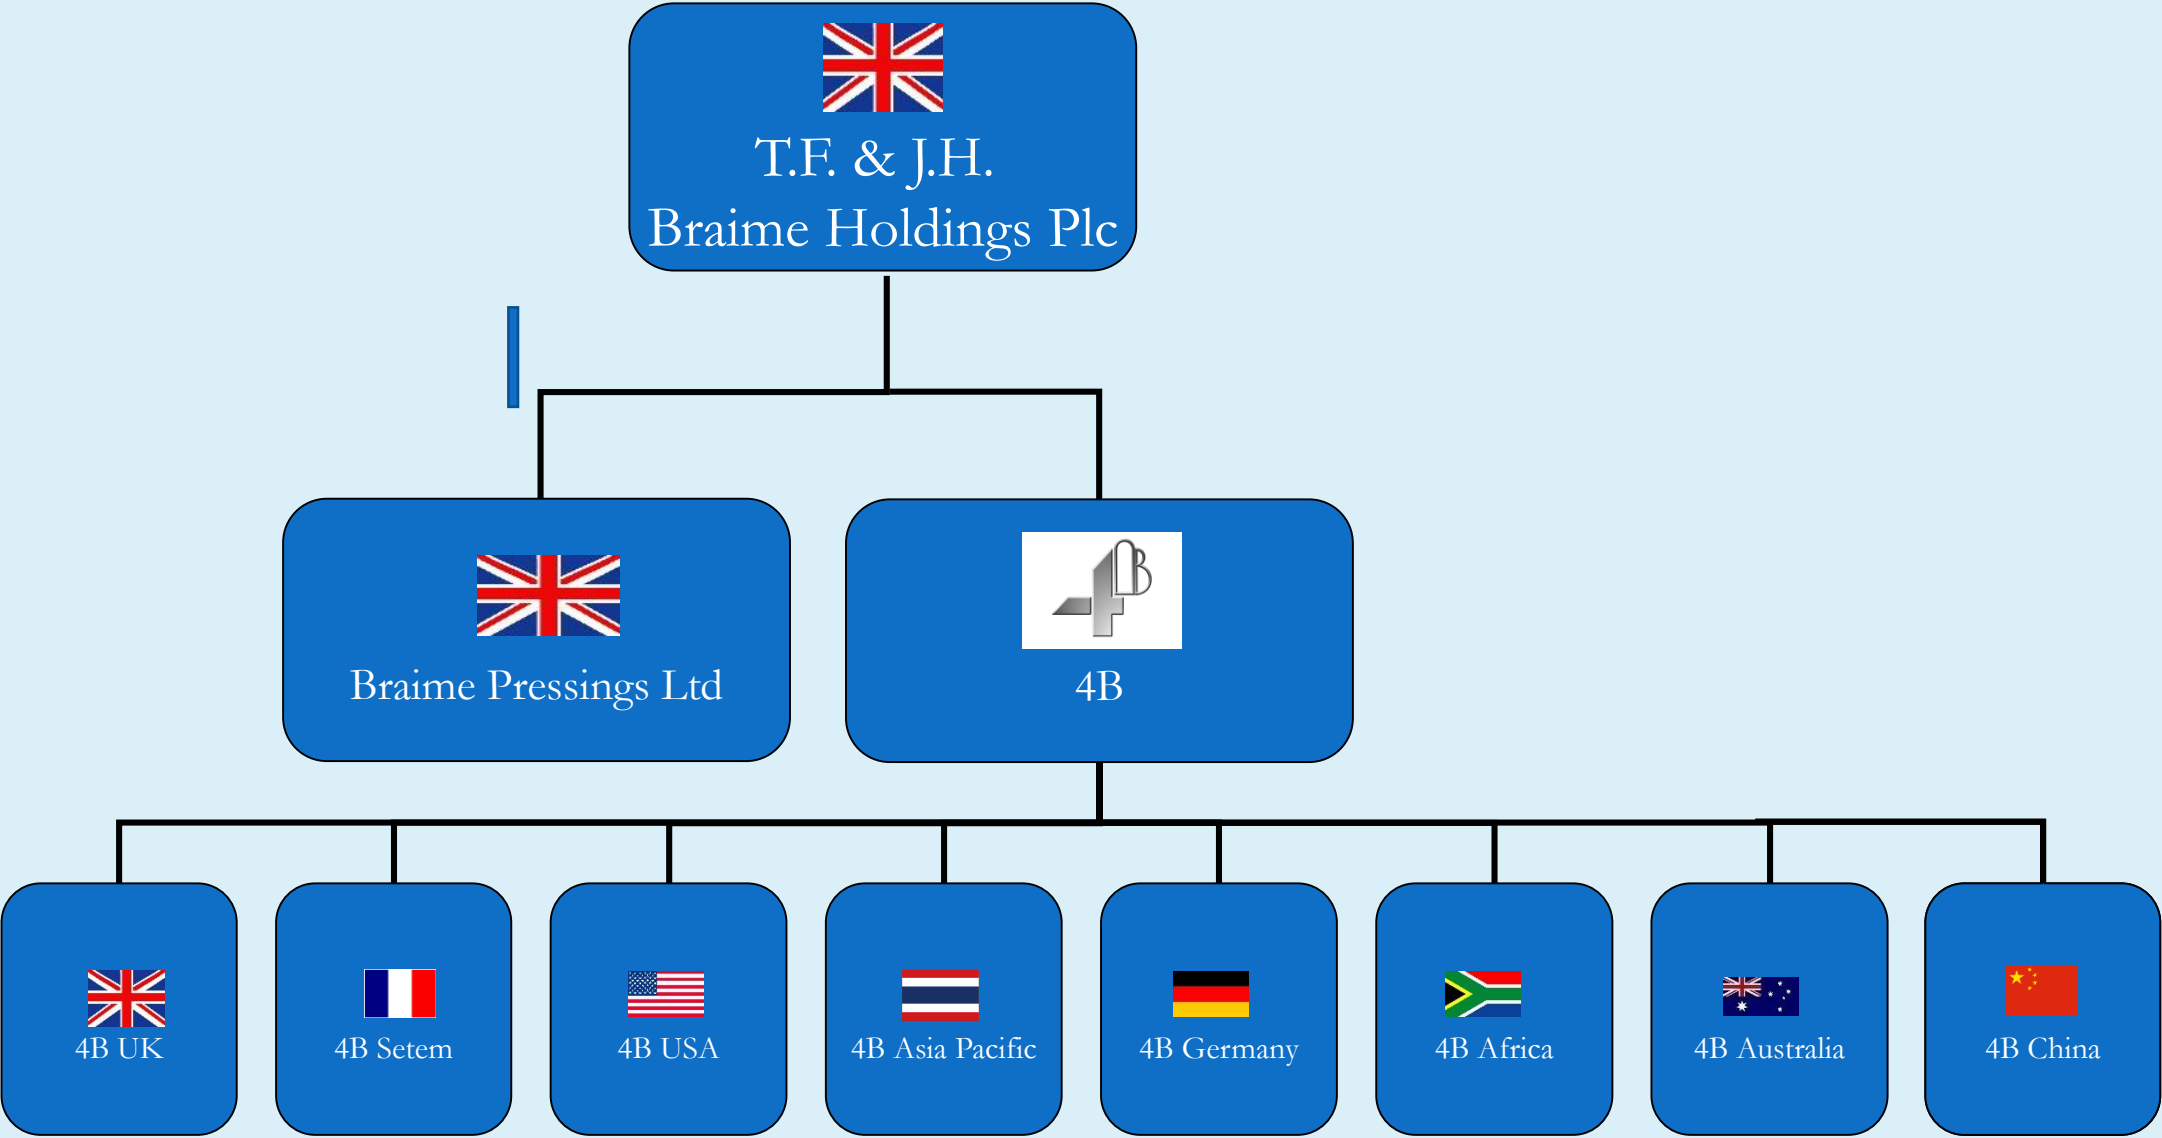 T.F. & J.H.
Braime Holdings Plc
4B
Braime Pressings Ltd
4B
4B UK
4B Setem
4B USA
4B Asia Pacific
4B Germany
4B Africa
4B Australia
4B China